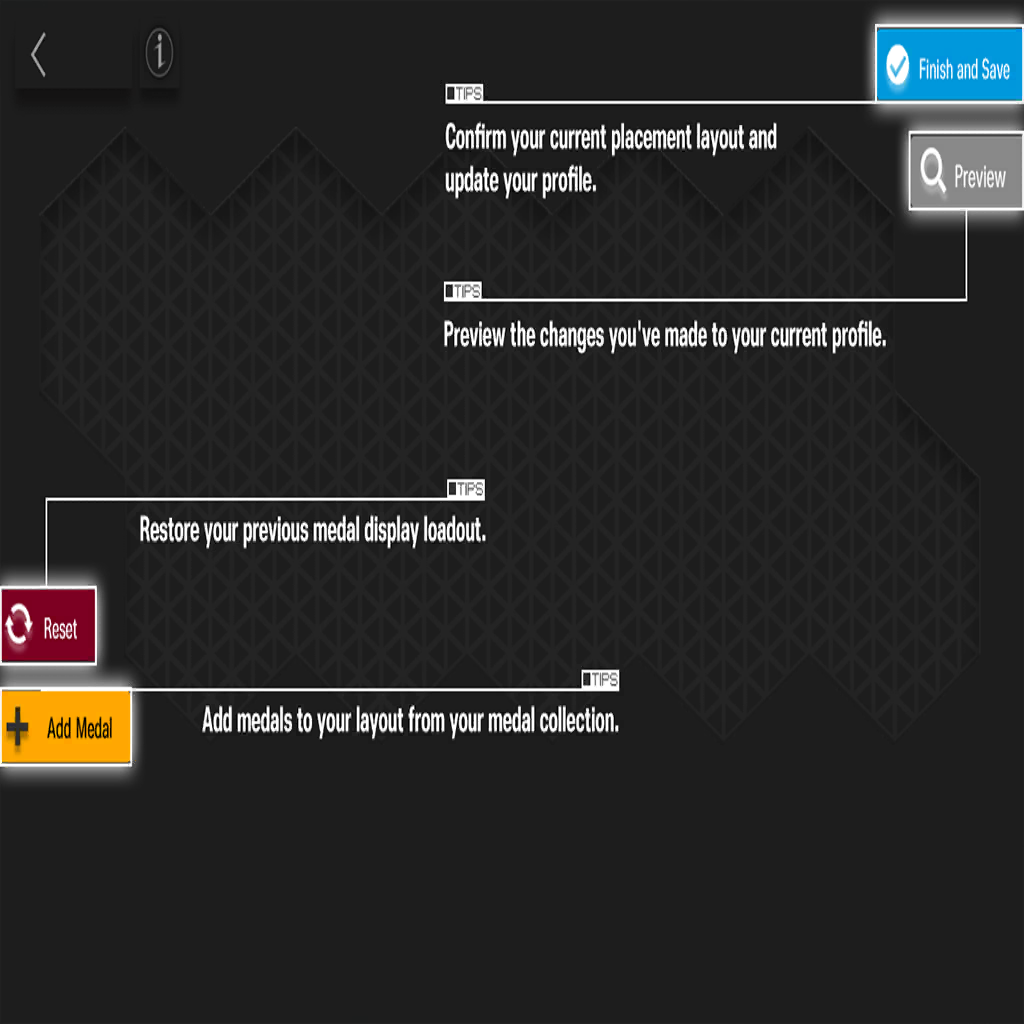 Finish and Save
TIPS
Confirm your current placement layout and
update your profile.
Preview
TIPS
Preview the changes you've made to your current profile.
TIPS
Restore your previous medal display loadout.
Reset
TIPS
Add medals to your layout from your medal collection.
Add Medal